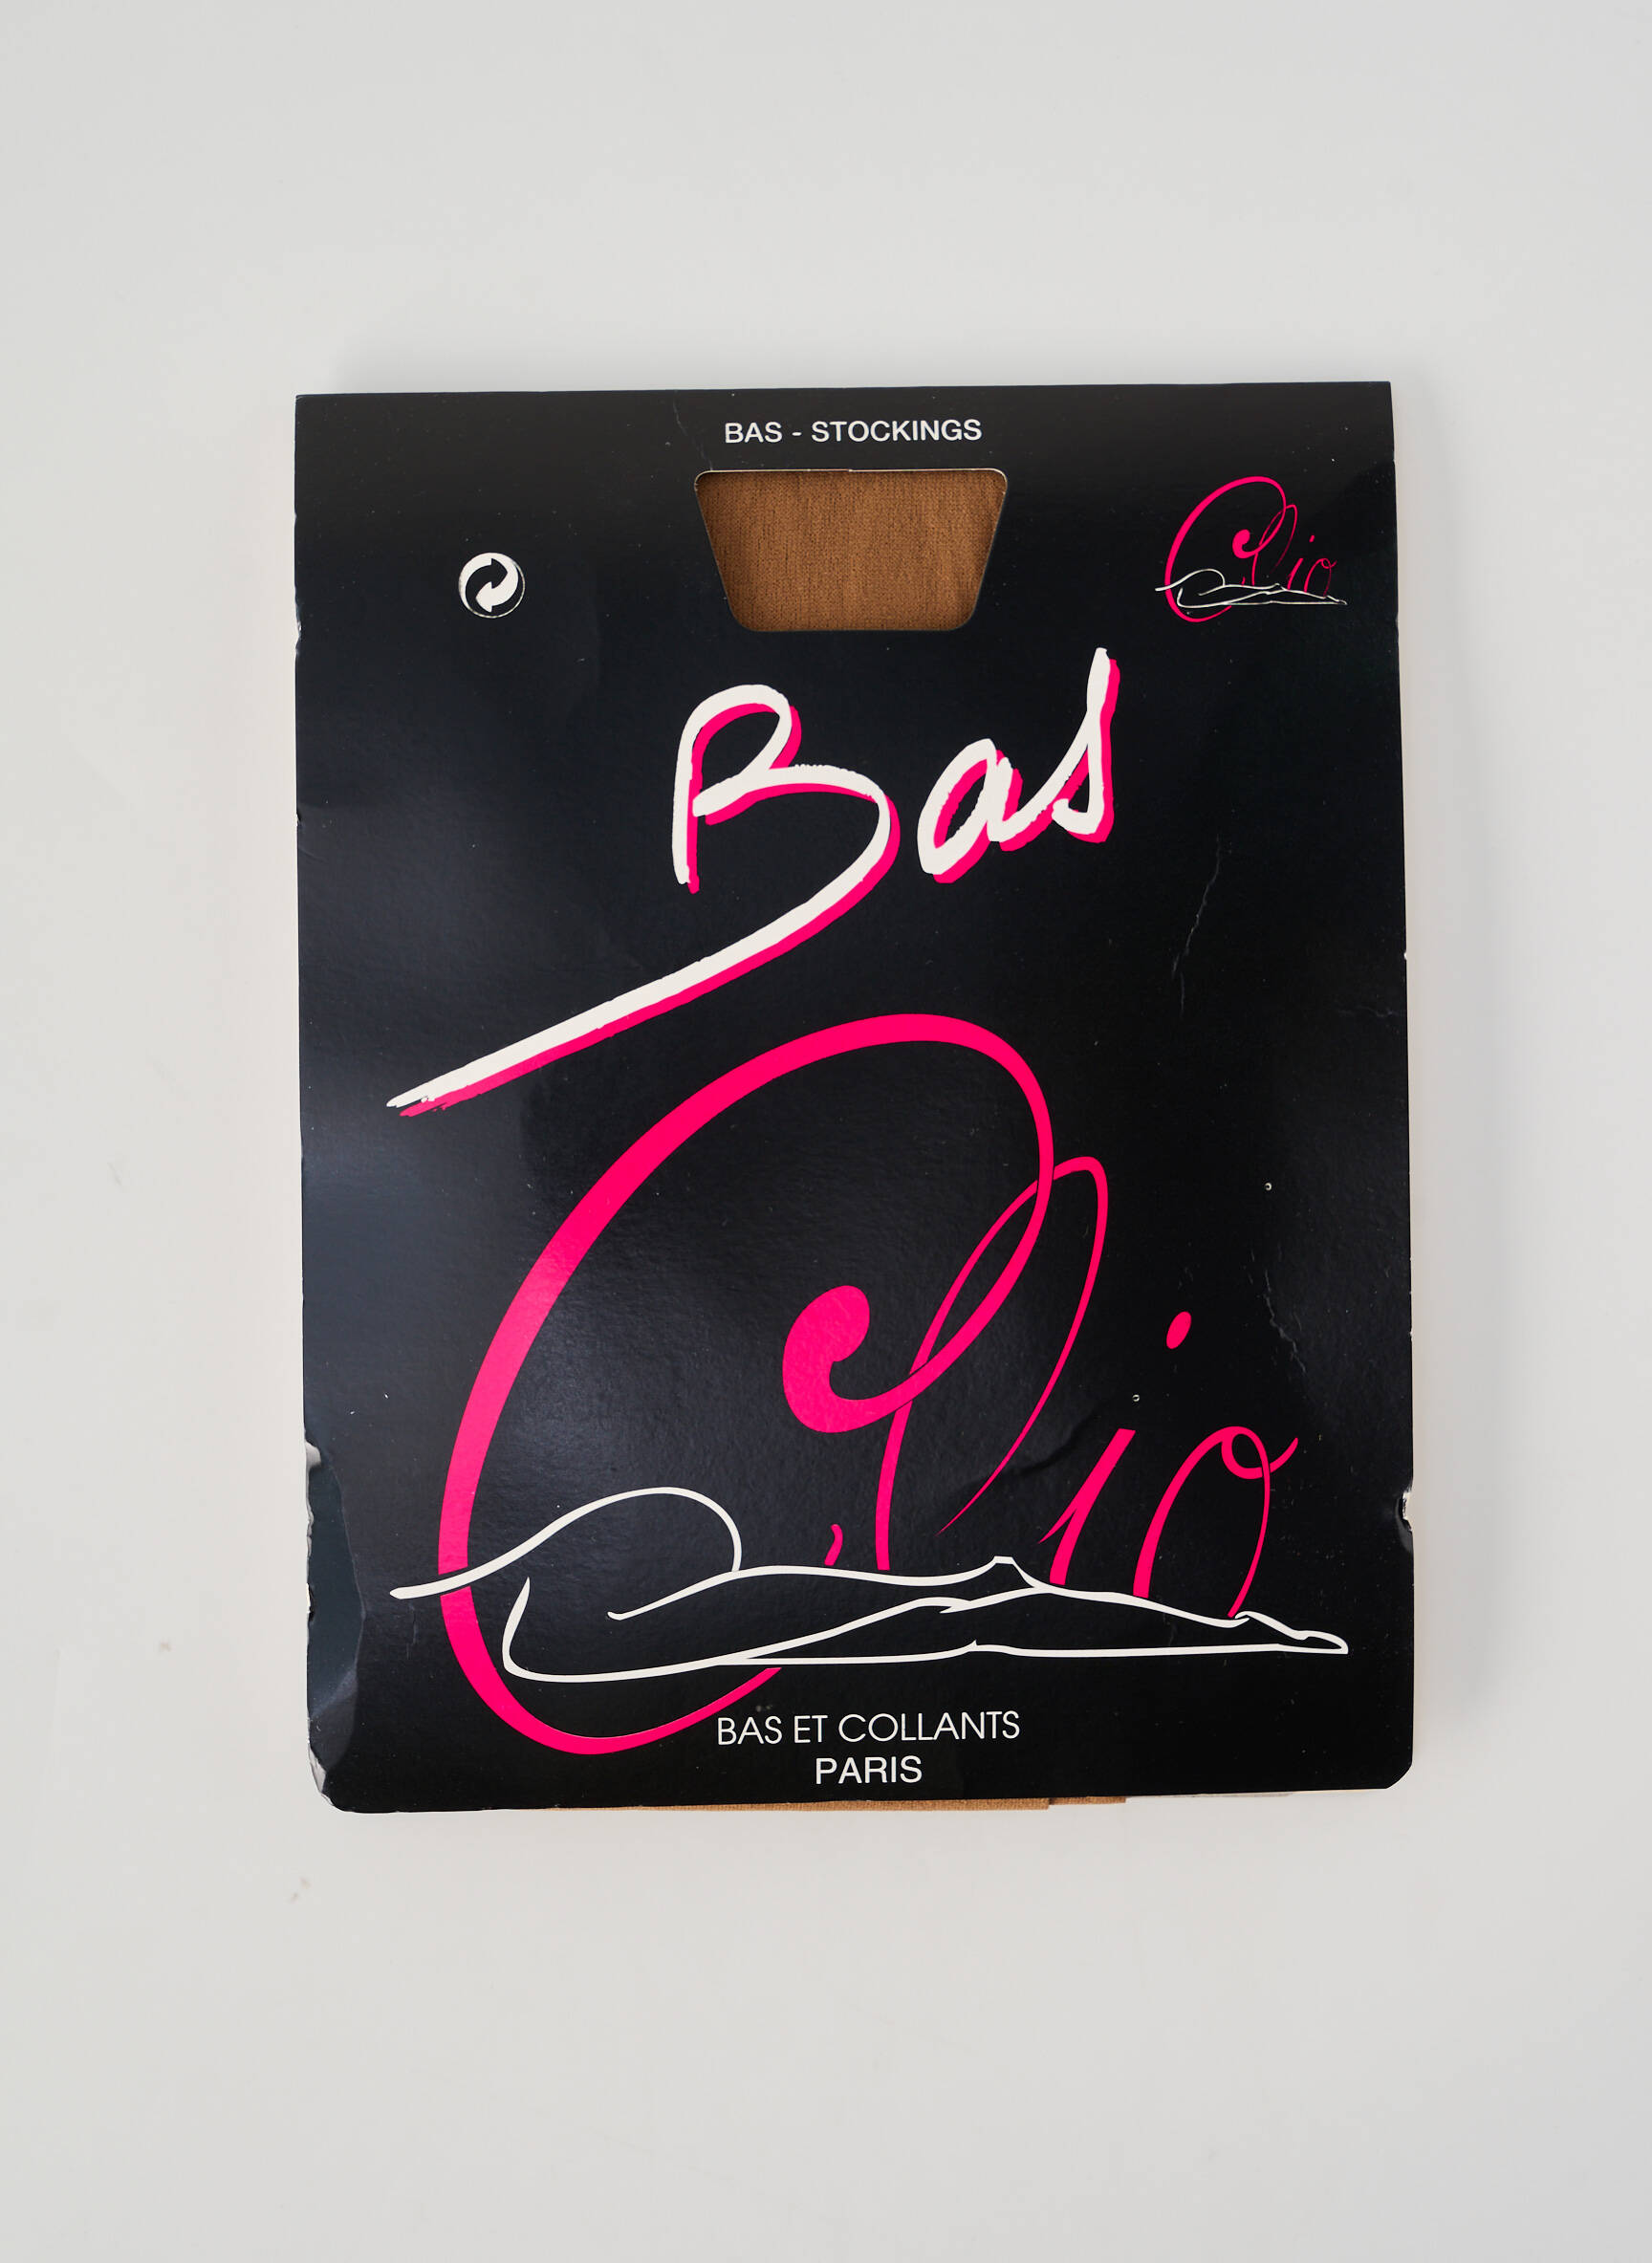 BAS - STOCKINGS
Clio
Bas
Clio
BAS ET COLLANTS
PARIS